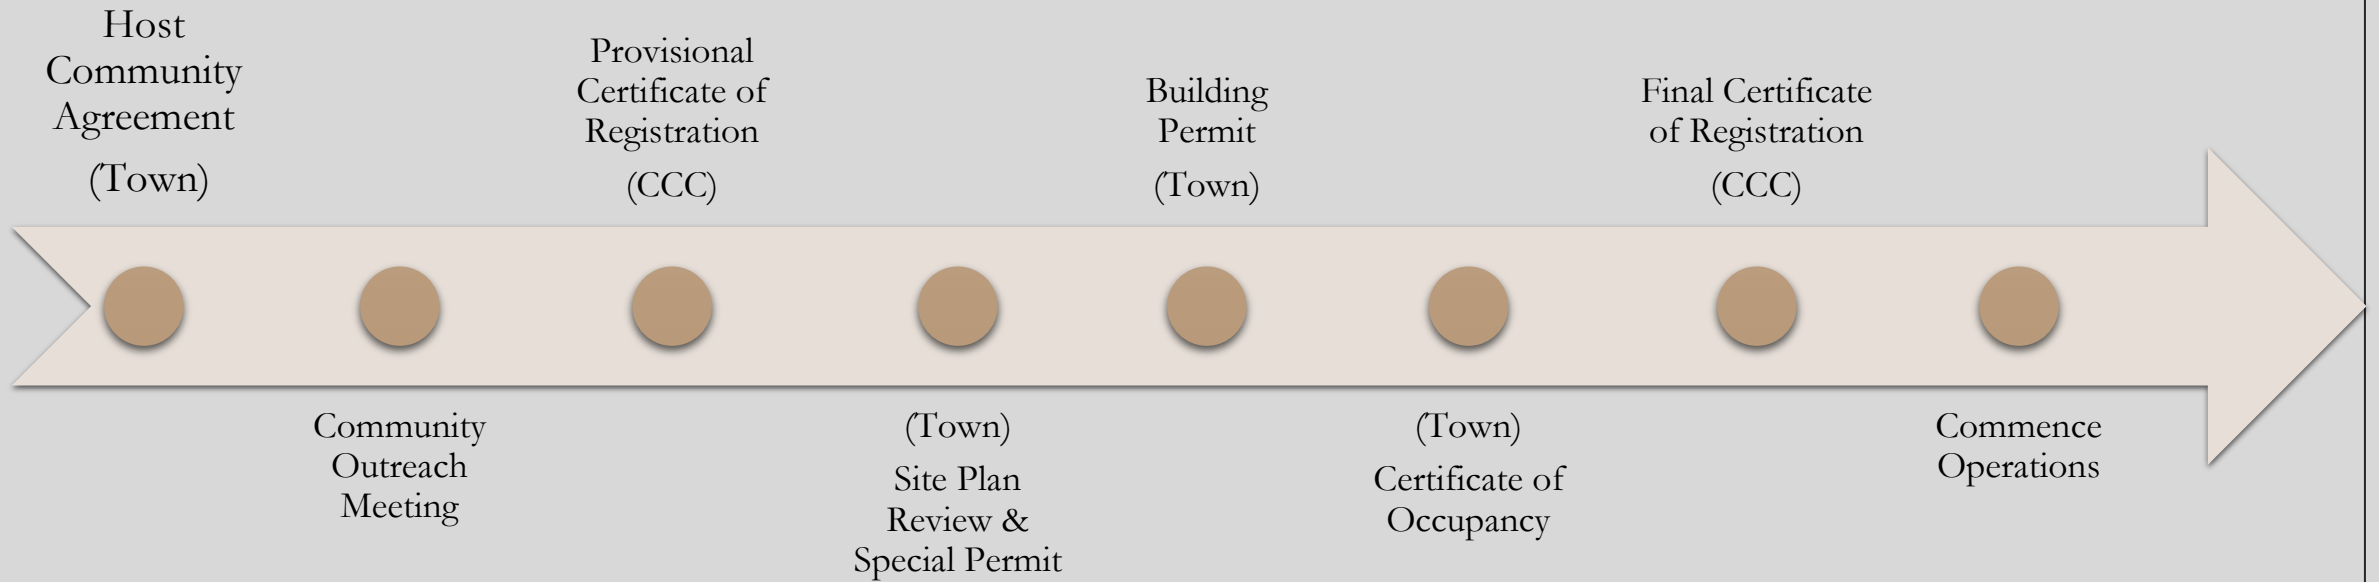 Host
Community
Agreement
(Town)
Community
Outreach
Meeting
Provisional
Certificate of
Registration
(CCC)
(Town)
Site Plan
Review &
Special Permit
Building
Permit
(Town)
(Town)
Certificate of
Occupancy
Final Certificate
of Registration
(CCC)
Commence
Operations